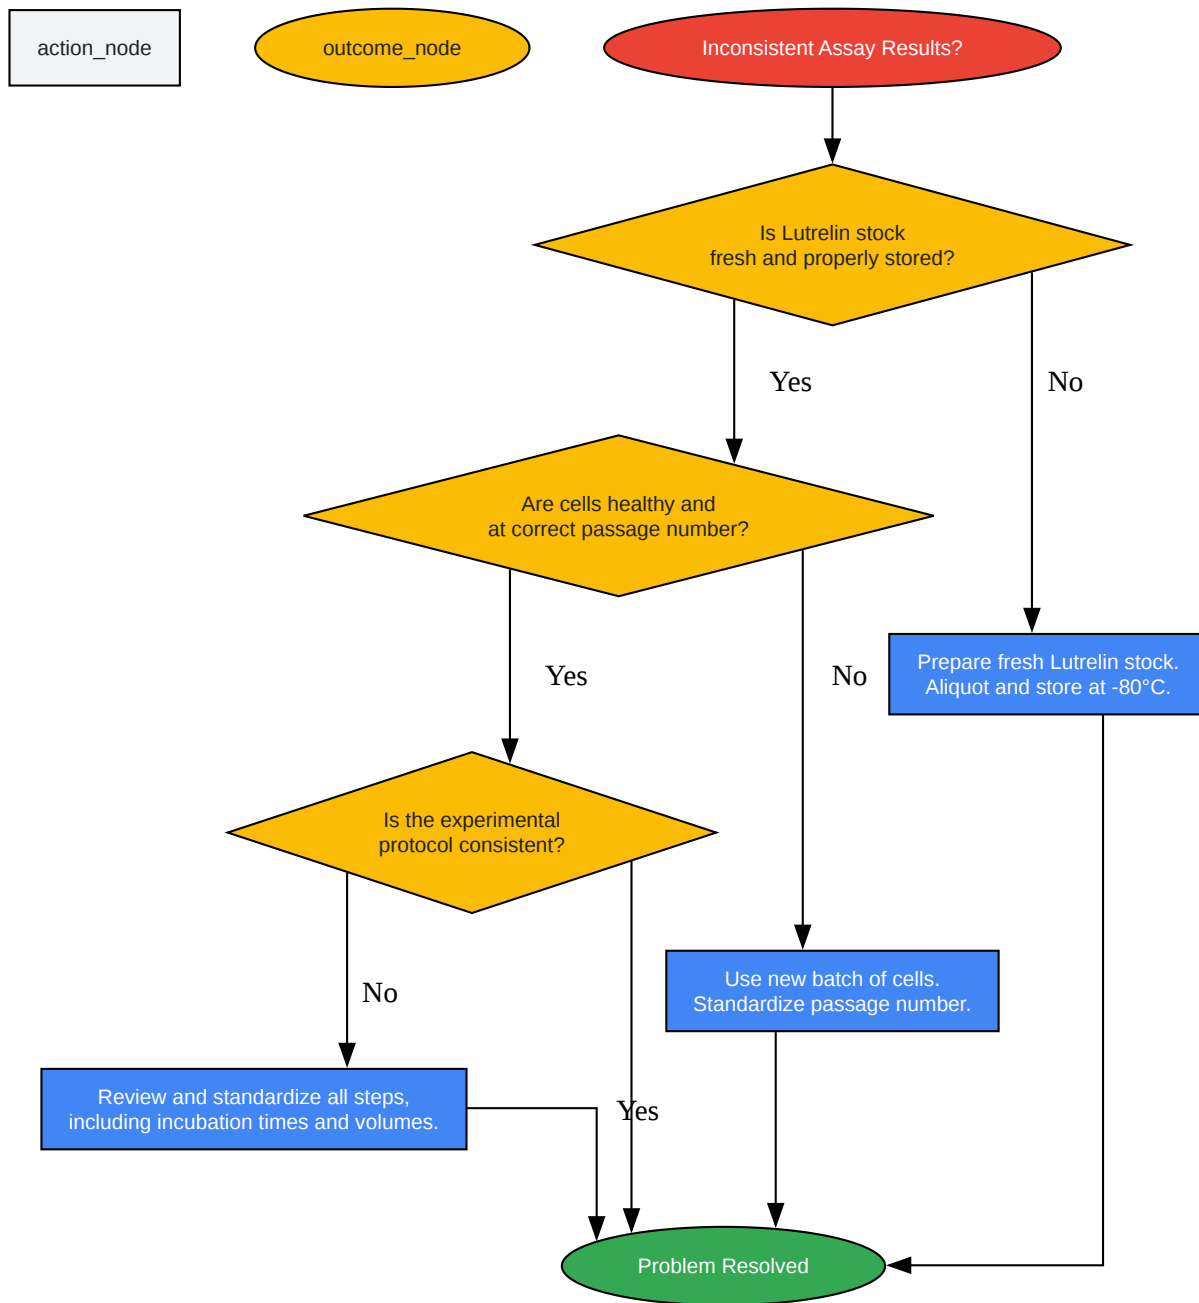 action_node
outcome_node
Inconsistent Assay Results?
Is Lutrelin stock
fresh and properly stored?
Yes
No
Are cells healthy and
at correct passage number?
Yes
No
Prepare fresh Lutrelin stock.
Aliquot and store at -80°C.
Is the experimental
protocol consistent?
No
Use new batch of cells.
Standardize passage number.
Review and standardize all steps,
including incubation times and volumes.
Yes
Problem Resolved